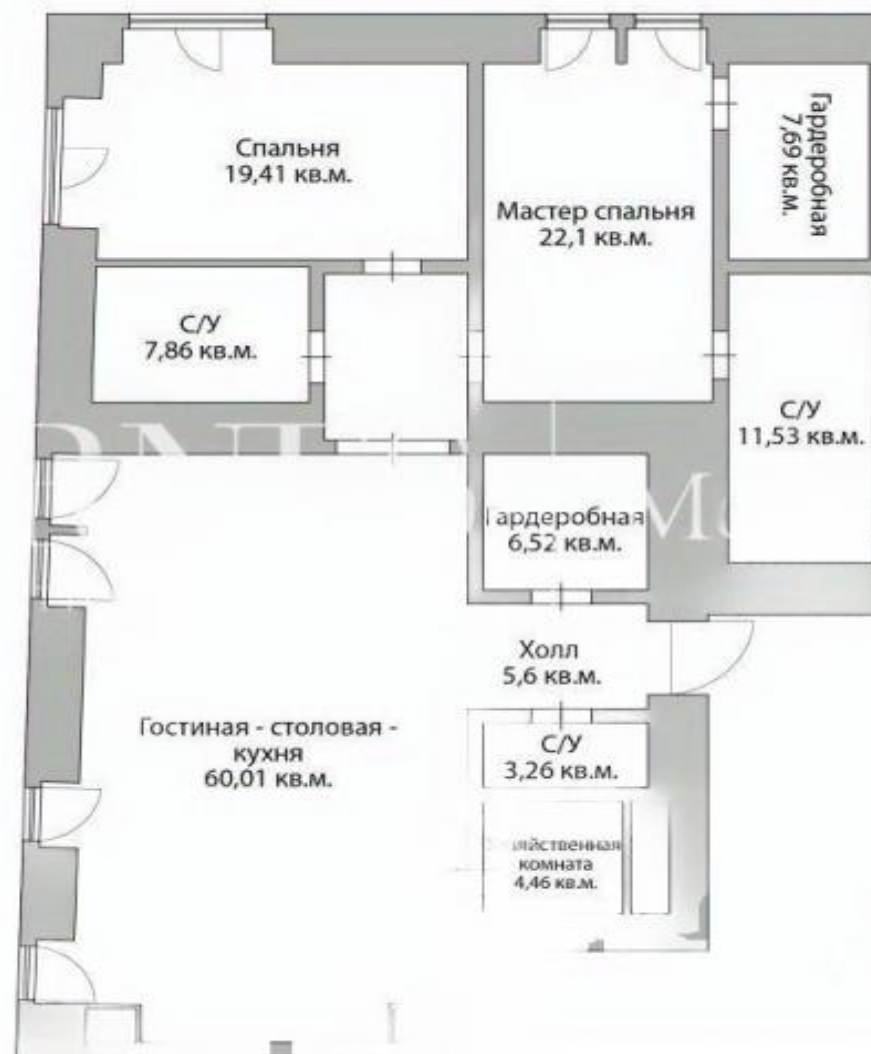 Спальня
19,41 кв.м.
Мастер спальня
22,1 кв.м.
Гардеробная
7,69 кв.м.
С/У
7,86 кв.м.
С/У
11,53 кв.м.
Гардеробная
6,52 кв.м.
Холл
5,6 кв.м.
Гостиная - столовая -
кухня
60,01 кв.м.
С/У
3,26 кв.м.
комната
4,46 кв.м.